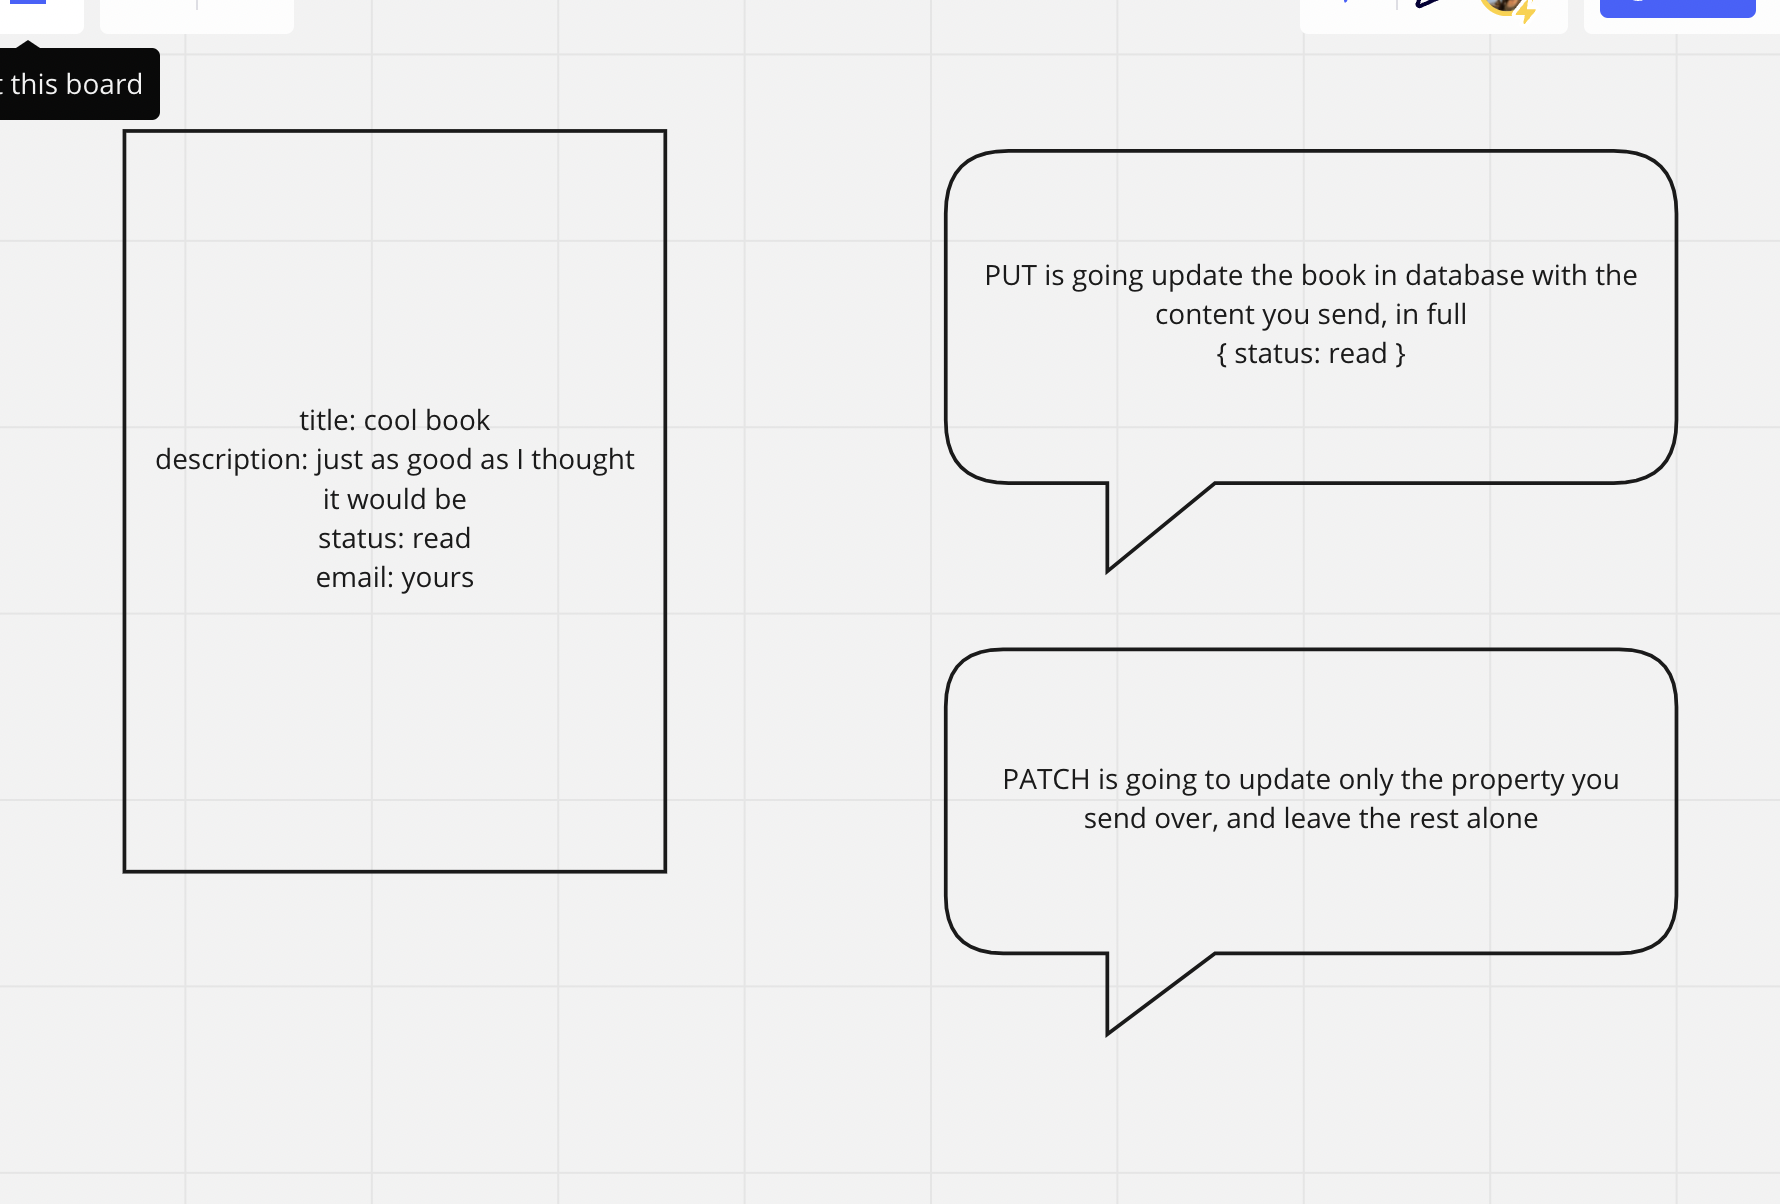 this board
title: cool book
description: just as good as I thought
it would be
status: read
email: yours
PUT is going update the book in database with the
content you send, in full
{ status: read }
PATCH is going to update only the property you
send over, and leave the rest alone